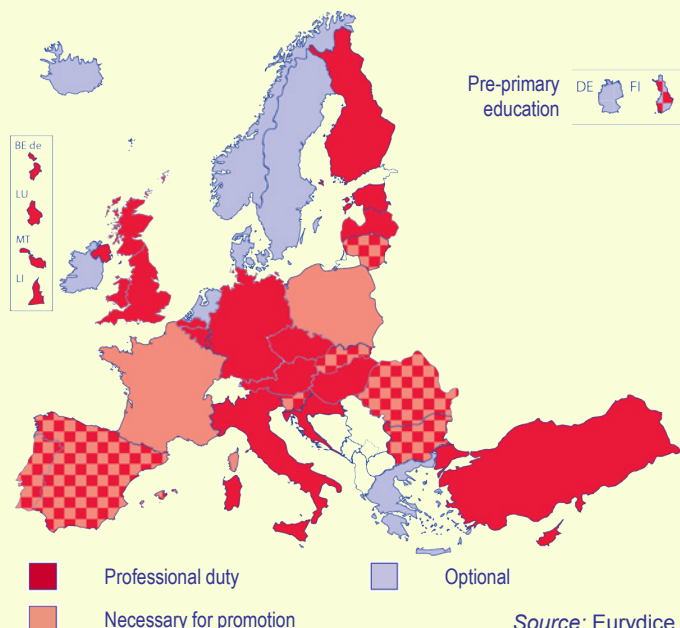 Pre-primary
education
DE
FI
BE de
LU
MT
LI
Professional duty
Optional
Necessary for promotion
Source: Eurydice